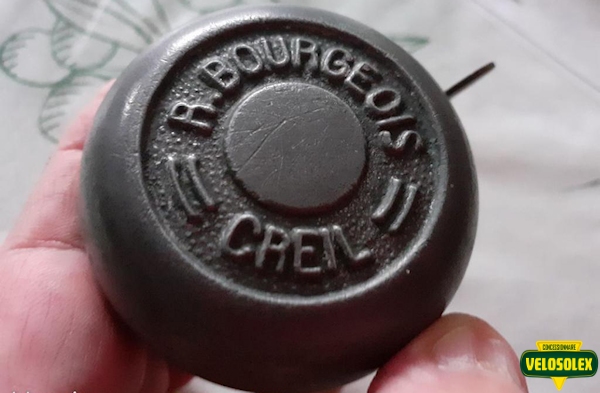 R. BOURGEOIS
CREIL
CONCESSIONNAIRE
VELOSOLEX